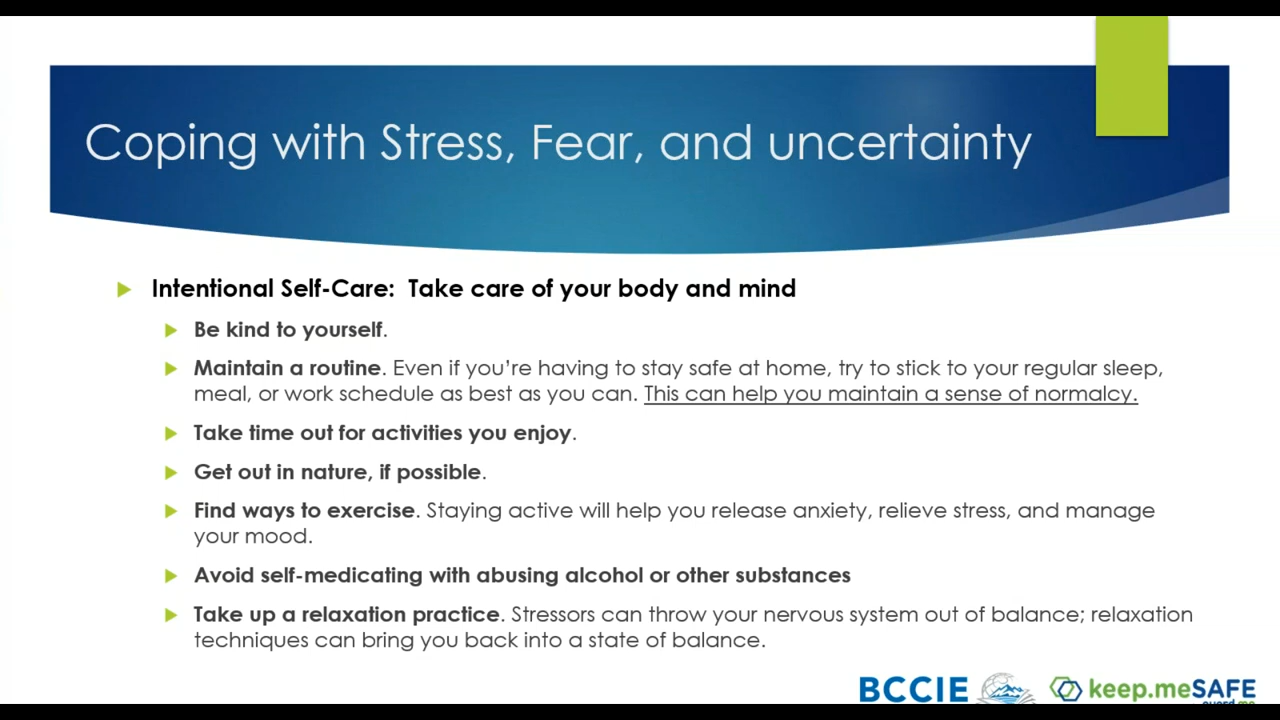 Coping with Stress, Fear, and uncertainty
Intentional Self-Care:  Take care of your body and mind
Be kind to yourself.
Maintain a routine. Even if you’re having to stay safe at home, try to stick to your regular sleep,
meal, or work schedule as best as you can. This can help you maintain a sense of normalcy.
Take time out for activities you enjoy.
Get out in nature, if possible.
Find ways to exercise. Staying active will help you release anxiety, relieve stress, and manage
your mood.
Avoid self-medicating with abusing alcohol or other substances
Take up a relaxation practice. Stressors can throw your nervous system out of balance; relaxation
techniques can bring you back into a state of balance.
BCCIE keep.meSAFE